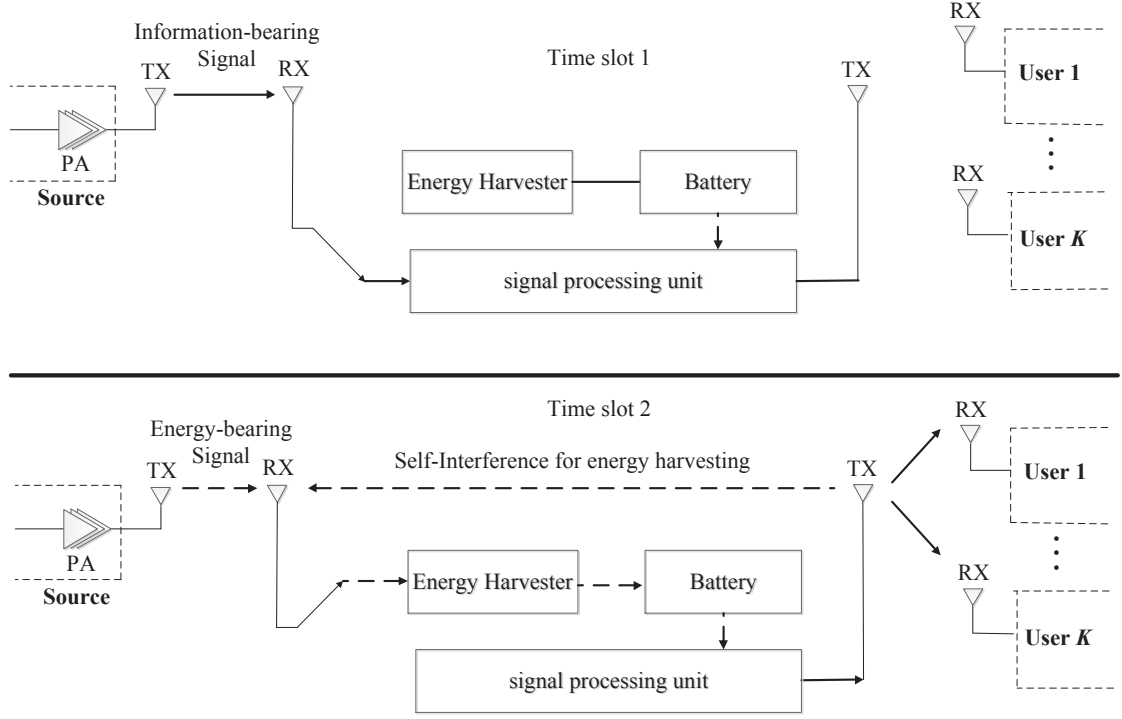 Information-bearing
Signal
TX
RX
Time slot 1
TX
RX
User 1
PA
Source
Energy Harvester
Battery
RX
User K
signal processing unit
Time slot 2
Energy-bearing
Signal
TX
RX
Self-Interference for energy harvesting
TX
RX
User 1
PA
Source
Energy Harvester
Battery
RX
User K
signal processing unit